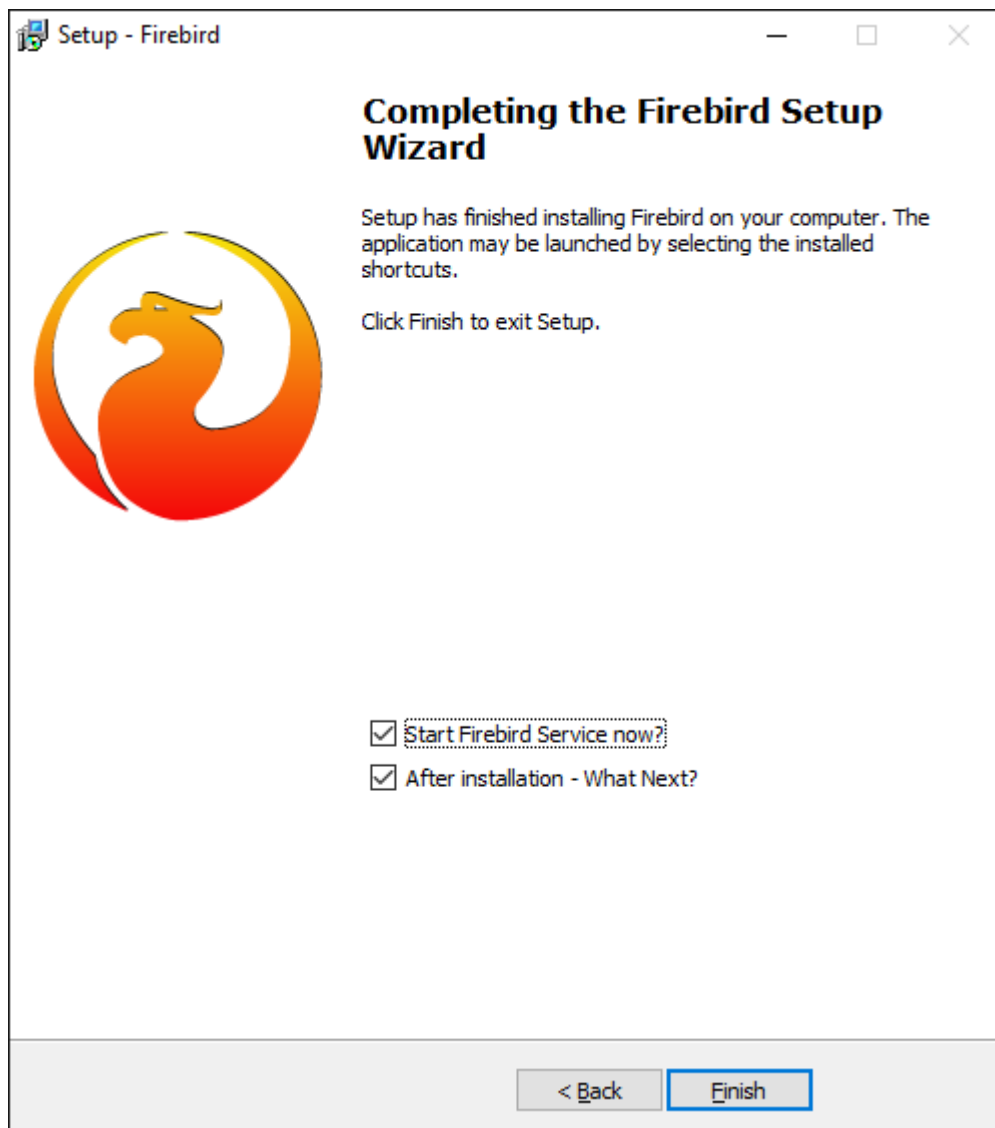 Setup - Firebird
Completing the Firebird Setup
Wizard
Setup has finished installing Firebird on your computer. The
application may be launched by selecting the installed
shortcuts.
Click Finish to exit Setup.
Start Firebird Service now?
After installation - What Next?
< Back
Finish